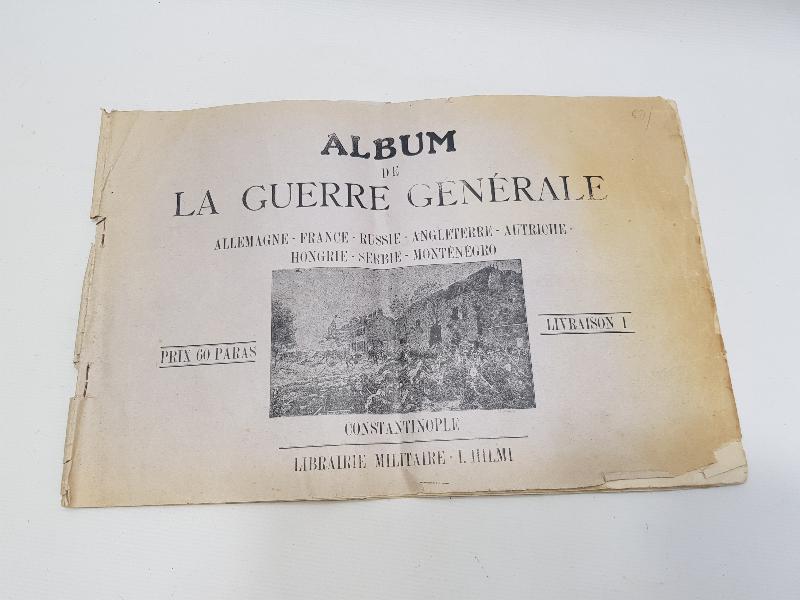 ALBUM
DE
LA GUERRE GENÉRALE
ALLEMAGNE - FRANCE - RUSSIE - ANGLETERRE - AUTRICHE -
HONGRIE - SERBIE - MONTÉNÉGRO
PRIX 60 PARAS
LIVRAISON 1
CONSTANTINOPLE
LIBRAIRIE MILITAIRE - I. HILMI